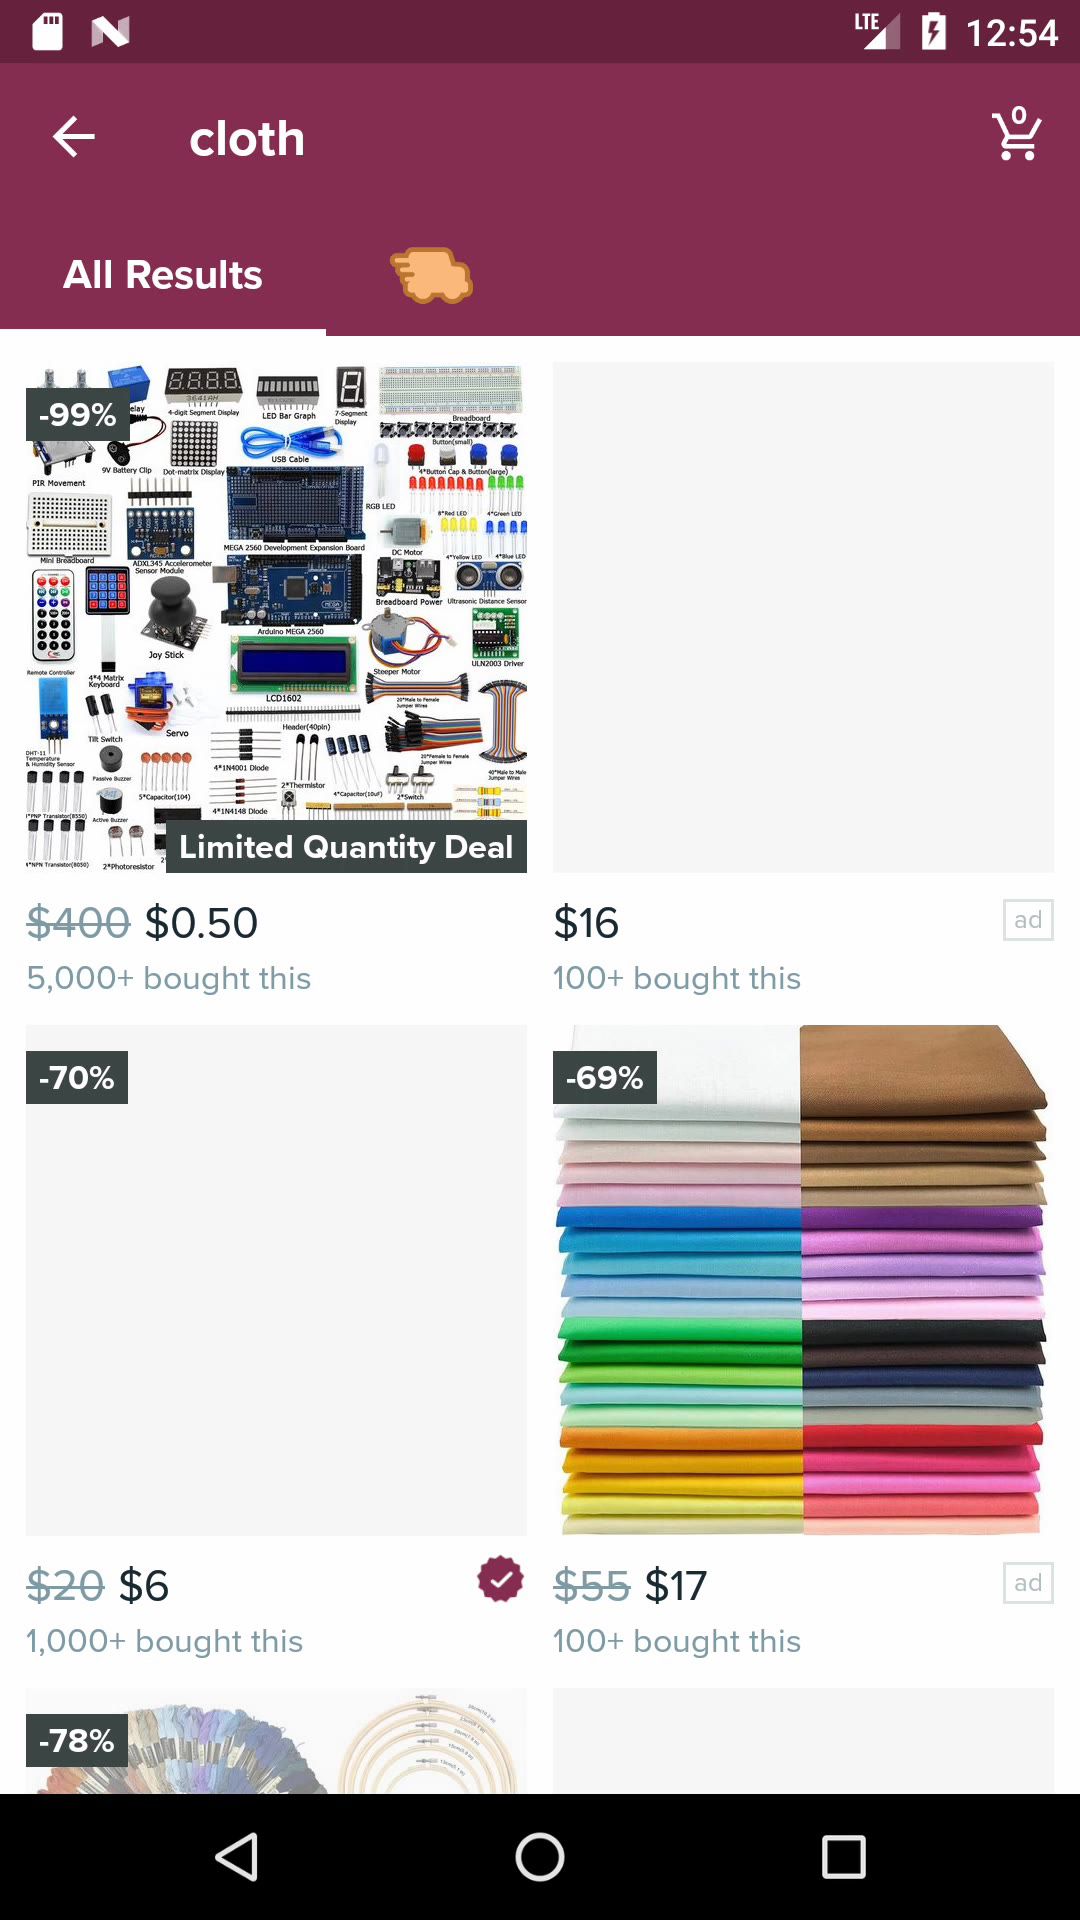 LTE 12:54
cloth
0
All Results
-99%
Relay
3641AH
4-digit Segment Display
LED Bar Graph
7-Segment
Display
Breadboard
Button(small)
9V Battery Clip
Dot-matrix Display
USB Cable
4*Button Cap & Button(large)
PIR Movement
RGB LED
8*Red LED
4*Green LED
Mini Breadboard
ADXL345 Accelerometer
Sensor Module
MEGA 2560 Development Expansion Board
DC Motor
4*Yellow LED
4*Blue LED
Remote Controller
4*4 Matrix
Keyboard
Joy Stick
Arduino MEGA 2560
Breadboard Power
Ultrasonic Distance Sensor
Steeper Motor
ULN2003 Driver
LCD1602
20*Male to Female
Jumper Wires
DHT-11
Temperature
& Humidity Sensor
Tilt Switch
Servo
Header(40pin)
Passive Buzzer
5*Capacitor(104)
4*1N4001 Diode
2*Thermistor
4*Capacitor(10uF)
20*Female to Female
Jumper Wires
2*Switch
40*Male to Male
Jumper Wires
PNP Transistor(8550)
Active Buzzer
4*1N4148 Diode
NPN Transistor(8050)
2*Photoresistor
Limited Quantity Deal
$400 $0.50
5,000+ bought this
$16
ad
100+ bought this
-70%
-69%
$20 $6
1,000+ bought this
$55 $17
ad
100+ bought this
-78%